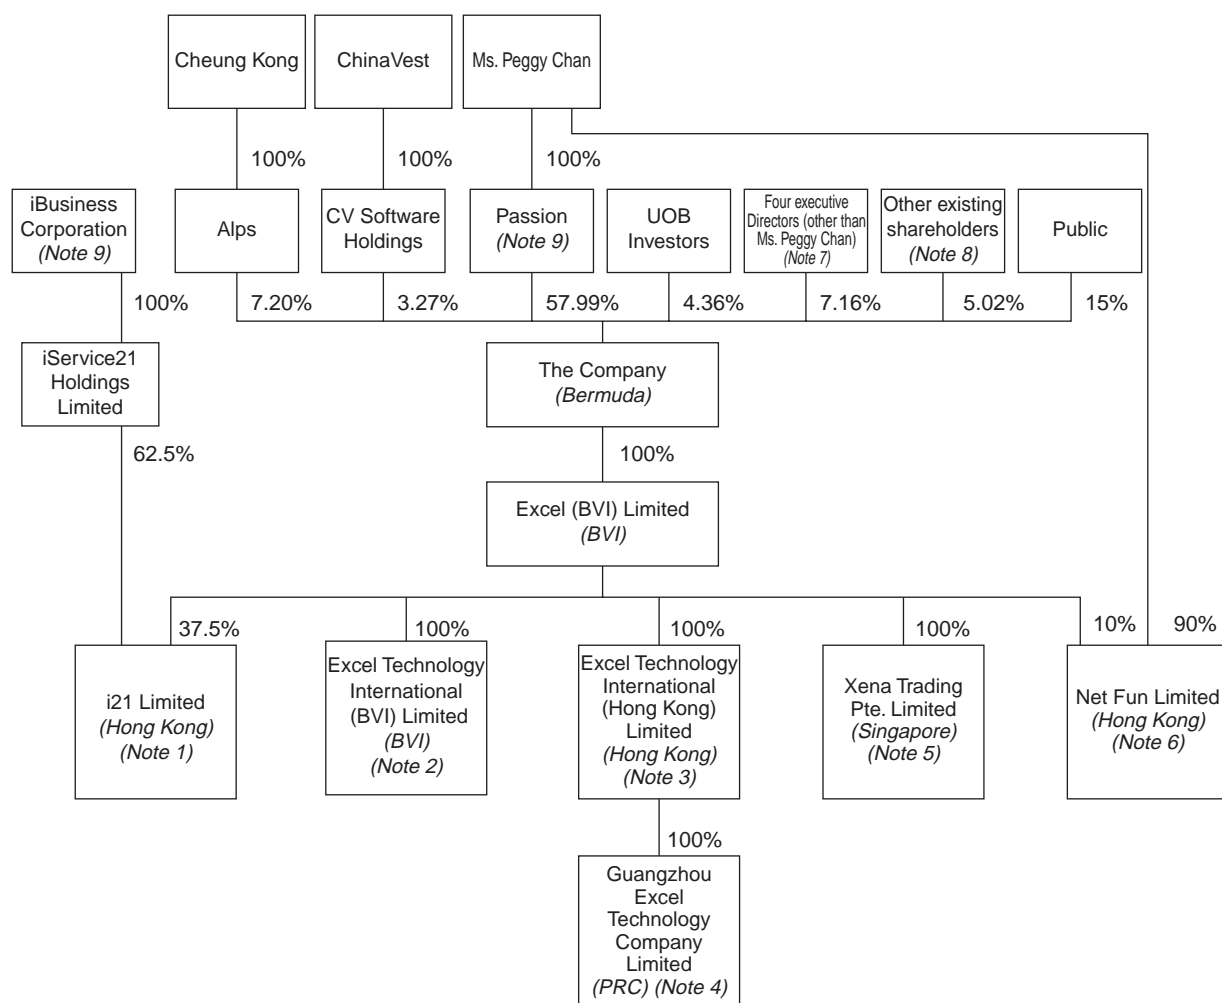 Cheung Kong
ChinaVest
Ms. Peggy Chan
100%
100%
100%
iBusiness
Corporation
(Note 9)
Alps
CV Software
Holdings
Passion
(Note 9)
UOB
Investors
Four executive
Directors (other than
Ms. Peggy Chan)
(Note 7)
Other existing
shareholders
(Note 8)
Public
100%
7.20%
3.27%
57.99%
4.36%
7.16%
5.02%
15%
iService21
Holdings
Limited
The Company
(Bermuda)
62.5%
100%
Excel (BVI) Limited
(BVI)
37.5%
100%
100%
100%
10%
90%
i21 Limited
(Hong Kong)
(Note 1)
Excel Technology
International
(BVI) Limited
(BVI)
(Note 2)
Excel Technology
International
(Hong Kong)
Limited
(Hong Kong)
(Note 3)
Xena Trading
Pte. Limited
(Singapore)
(Note 5)
Net Fun Limited
(Hong Kong)
(Note 6)
100%
Guangzhou
Excel
Technology
Company
Limited
(PRC) (Note 4)